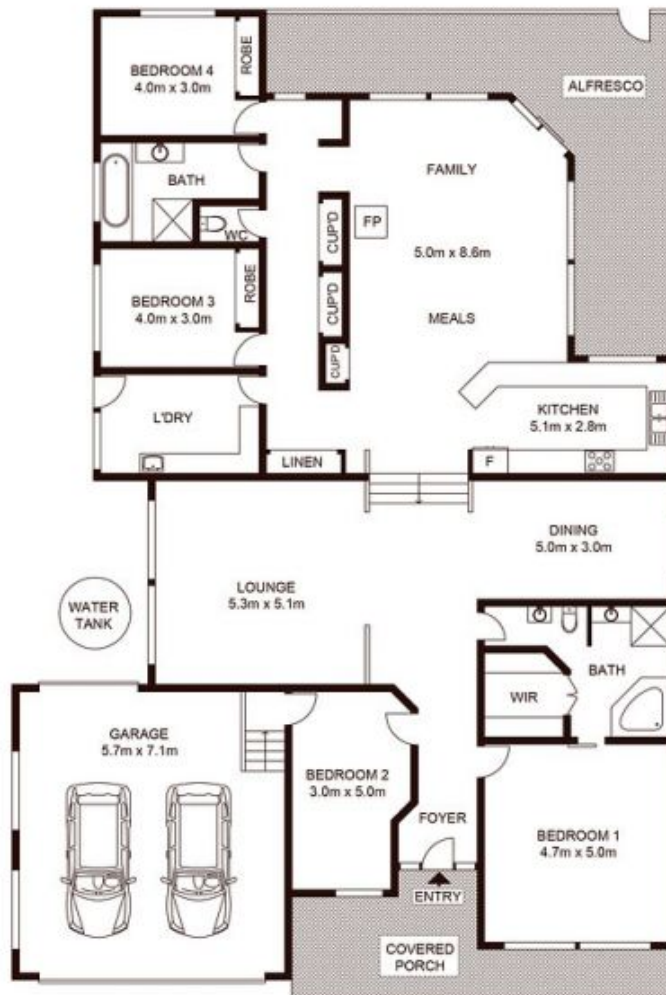 BEDROOM 4
4.0m x 3.0m
ROBE
ALFRESCO
BATH
FAMILY
WC
CUP'D
FP
5.0m x 8.6m
BEDROOM 3
4.0m x 3.0m
ROBE
CUP'D
MEALS
CUP'D
L'DRY
KITCHEN
5.1m x 2.8m
LINEN
F
DINING
5.0m x 3.0m
LOUNGE
5.3m x 5.1m
WATER
TANK
BATH
WIR
GARAGE
5.7m x 7.1m
BEDROOM 2
3.0m x 5.0m
FOYER
BEDROOM 1
4.7m x 5.0m
ENTRY
COVERED
PORCH